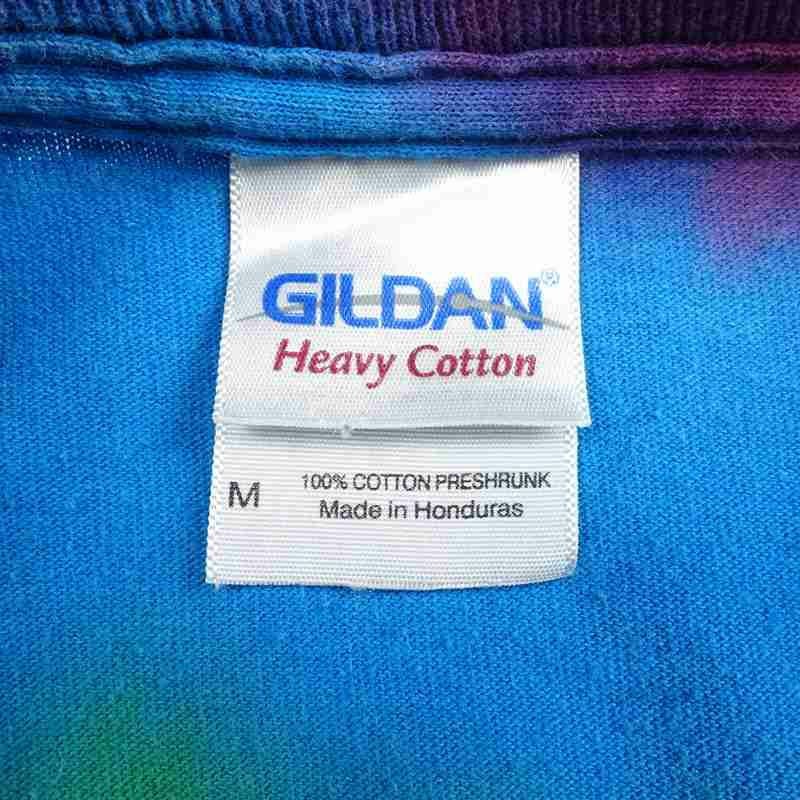 GILDAN®
Heavy Cotton
M
100% COTTON PRESHRUNK
Made in Honduras